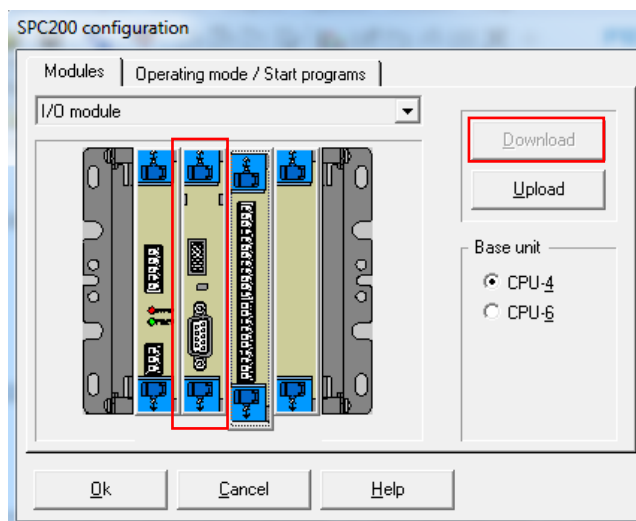 SPC200 configuration
Modules
Operating mode / Start programs
I/O module
Download
Upload
Base unit
CPU-4
CPU-6
Ok
Cancel
Help